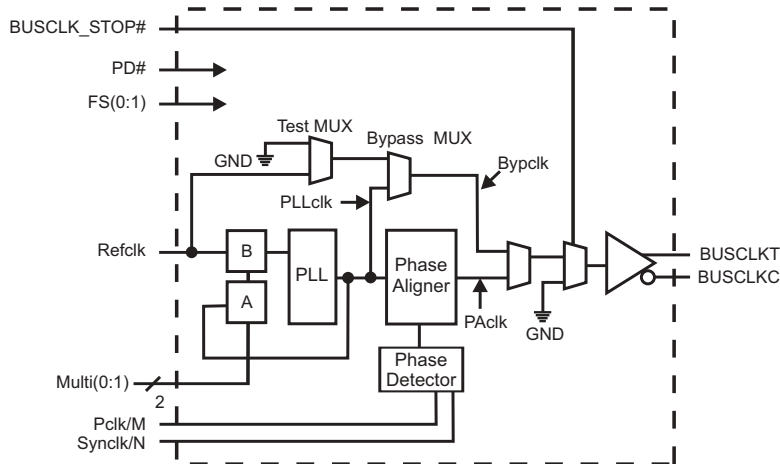 BUSCLK_STOP#
PD#
FS(0:1)
Test MUX
Bypass MUX
GND
Bypclk
PLLclk
Refclk
B
A
PLL
Phase
Aligner
PAclk
GND
BUSCLKT
BUSCLKC
Phase
Detector
Multi(0:1)
2
Pclk/M
Synclk/N